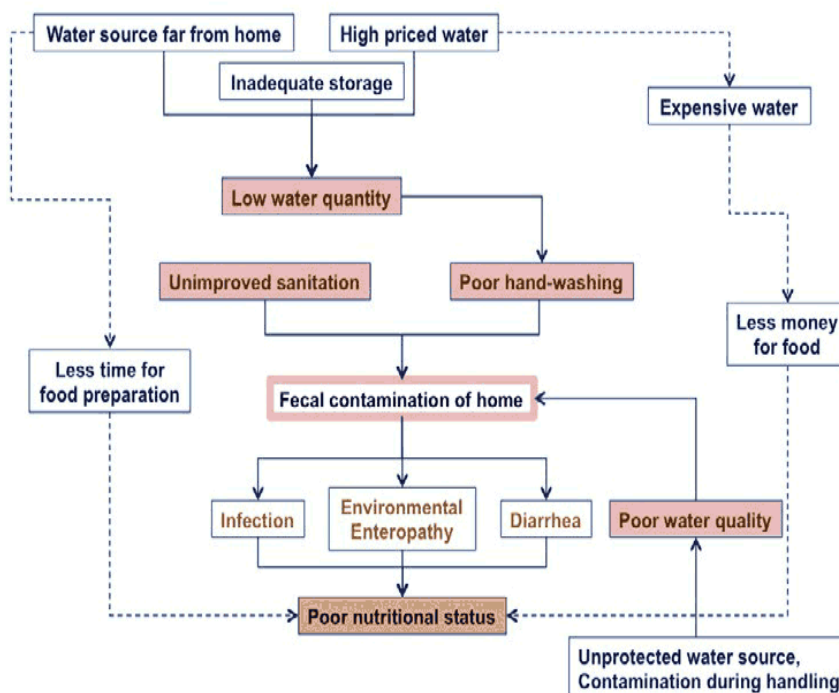 Water source far from home
High priced water
Inadequate storage
Expensive water
Low water quantity
Unimproved sanitation
Poor hand-washing
Less money
for food
Less time for
food preparation
Fecal contamination of home
Infection
Environmental
Enteropathy
Diarrhea
Poor water quality
Poor nutritional status
Unprotected water source,
Contamination during handling